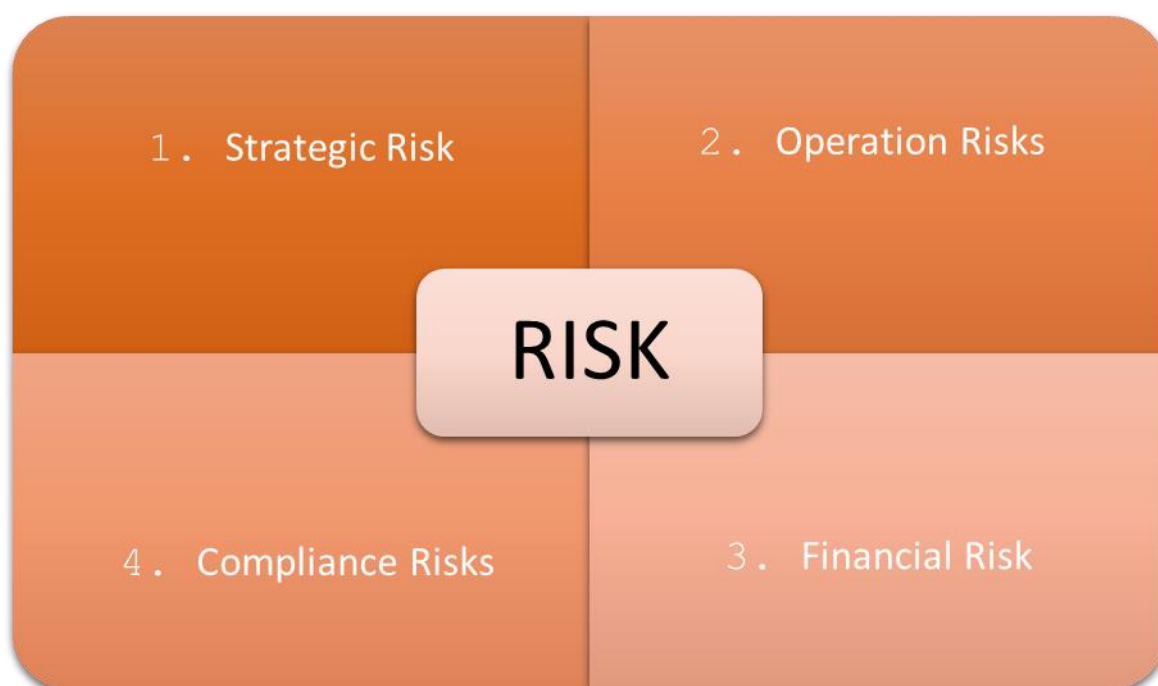 1. Strategic Risk
2. Operation Risks
RISK
4. Compliance Risks
3. Financial Risk